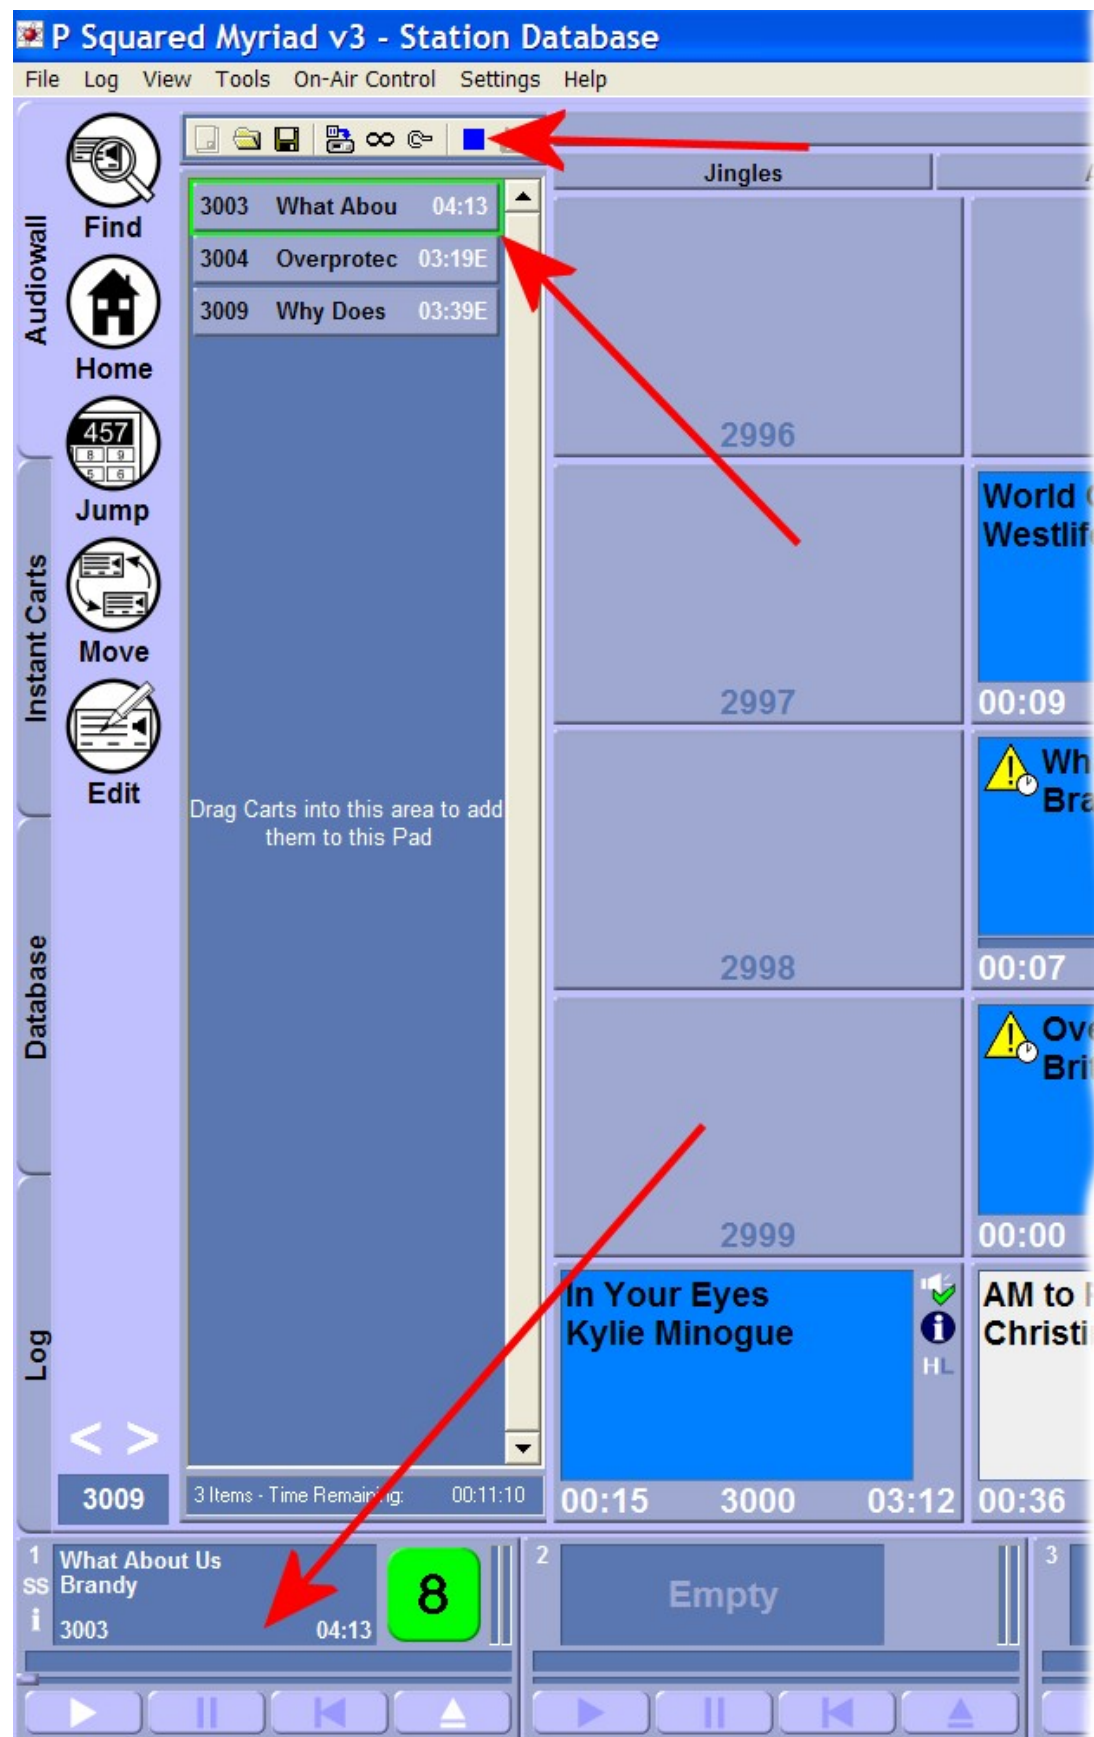 P Squared Myriad v3 - Station Database
File Log View Tools On-Air Control Settings Help
Jingles
Audiowall
Find
Home
457
8 9
5 6
Jump
Move
Edit
Instant Carts
Database
Log
< >
3009
3003 What Abou 04:13
3004 Overprotec 03:19E
3009 Why Does 03:39E
Drag Carts into this area to add
them to this Pad
3 Items - Time Remaining: 00:11:10
2996
2997
2998
2999
In Your Eyes
Kylie Minogue
HL
00:15 3000 03:12
World
Westlife
00:09
Wh
Bra
00:07
Ove
Brit
00:00
AM to
Christi
00:36
1
What About Us
SS Brandy
i
3003 04:13
8
2
Empty
3